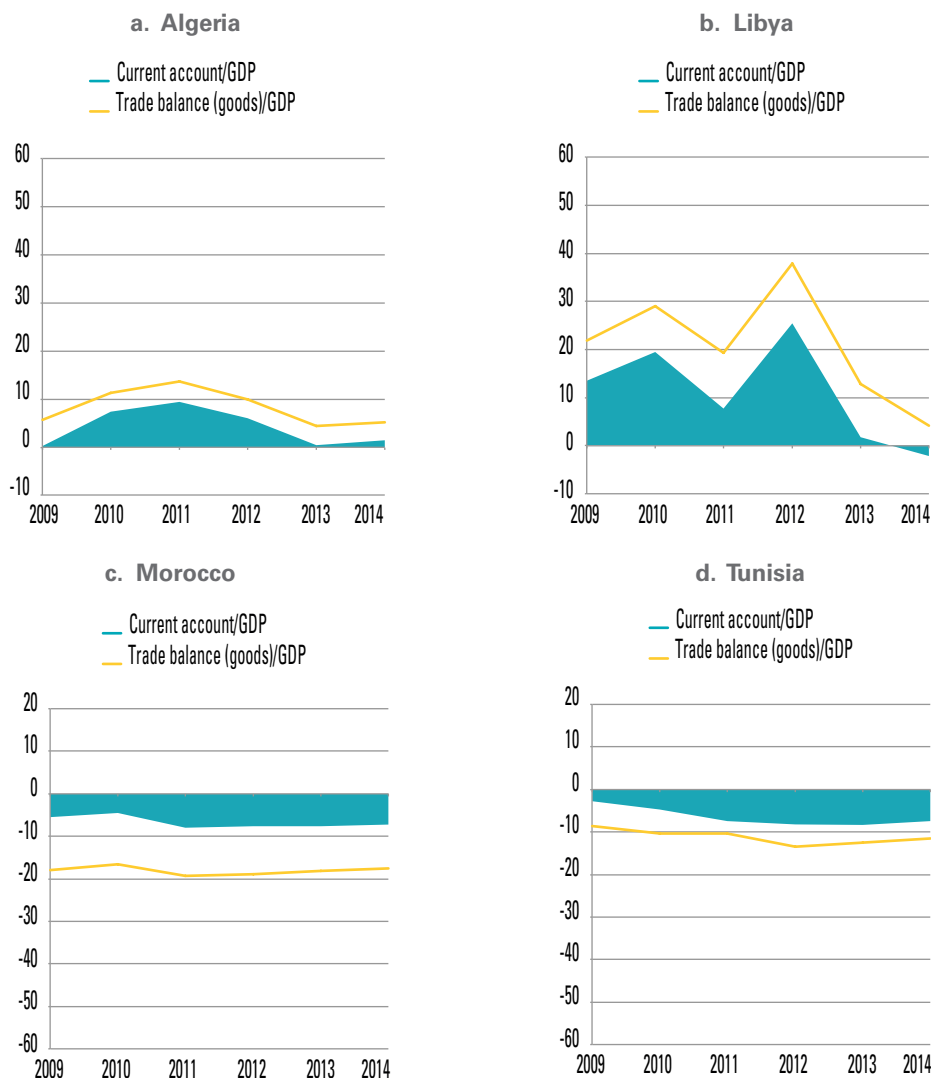 a. Algeria
Current account/GDP
Trade balance (goods)/GDP
60
50
40
30
20
10
0
-10
2009 2010 2011 2012 2013 2014
b. Libya
Current account/GDP
Trade balance (goods)/GDP
60
50
40
30
20
10
0
-10
2009 2010 2011 2012 2013 2014
c. Morocco
Current account/GDP
Trade balance (goods)/GDP
20
10
0
-10
-20
-30
-40
-50
-60
2009 2010 2011 2012 2013 2014
d. Tunisia
Current account/GDP
Trade balance (goods)/GDP
20
10
0
-10
-20
-30
-40
-50
-60
2009 2010 2011 2012 2013 2014